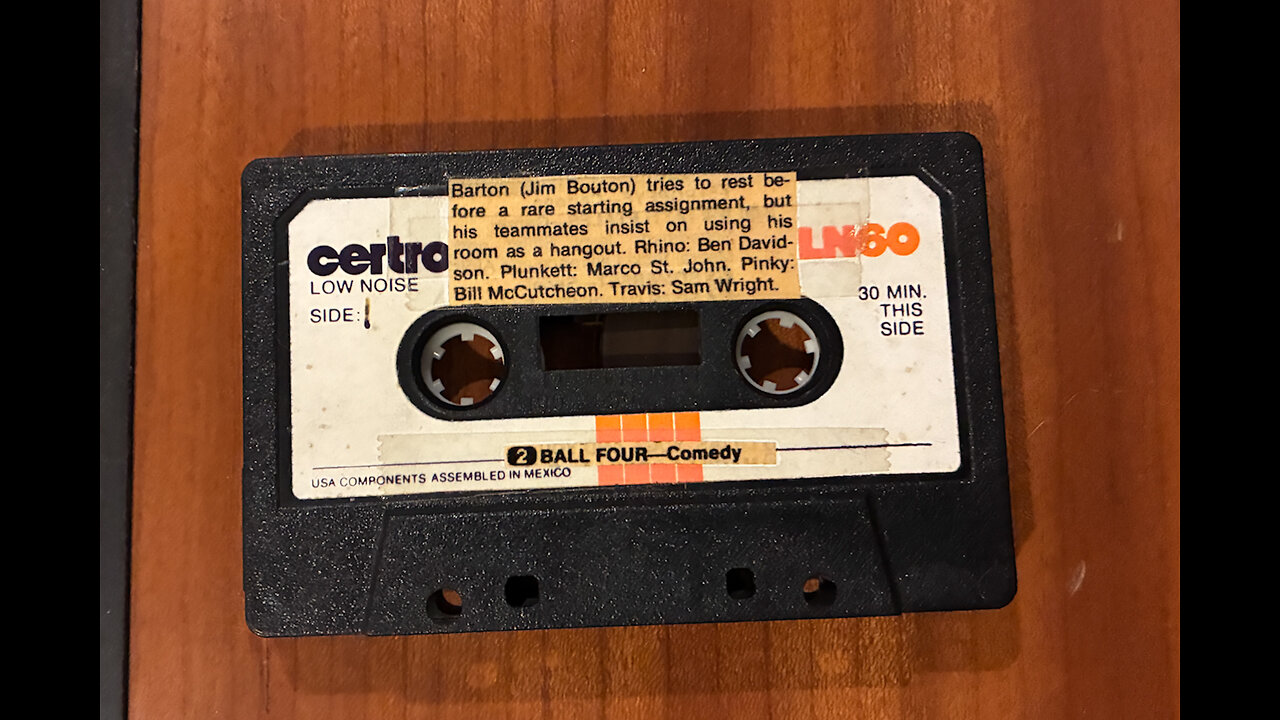 Barton (Jim Bouton) tries to rest be-
fore a rare starting assignment, but
his teammates insist on using his
room as a hangout. Rhino: Ben David-
son. Plunkett: Marco St. John. Pinky:
Bill McCutcheon. Travis: Sam Wright.
certro
LN60
LOW NOISE
SIDE: 1
30 MIN.
THIS
SIDE
2 BALL FOUR—Comedy
USA COMPONENTS ASSEMBLED IN MEXICO